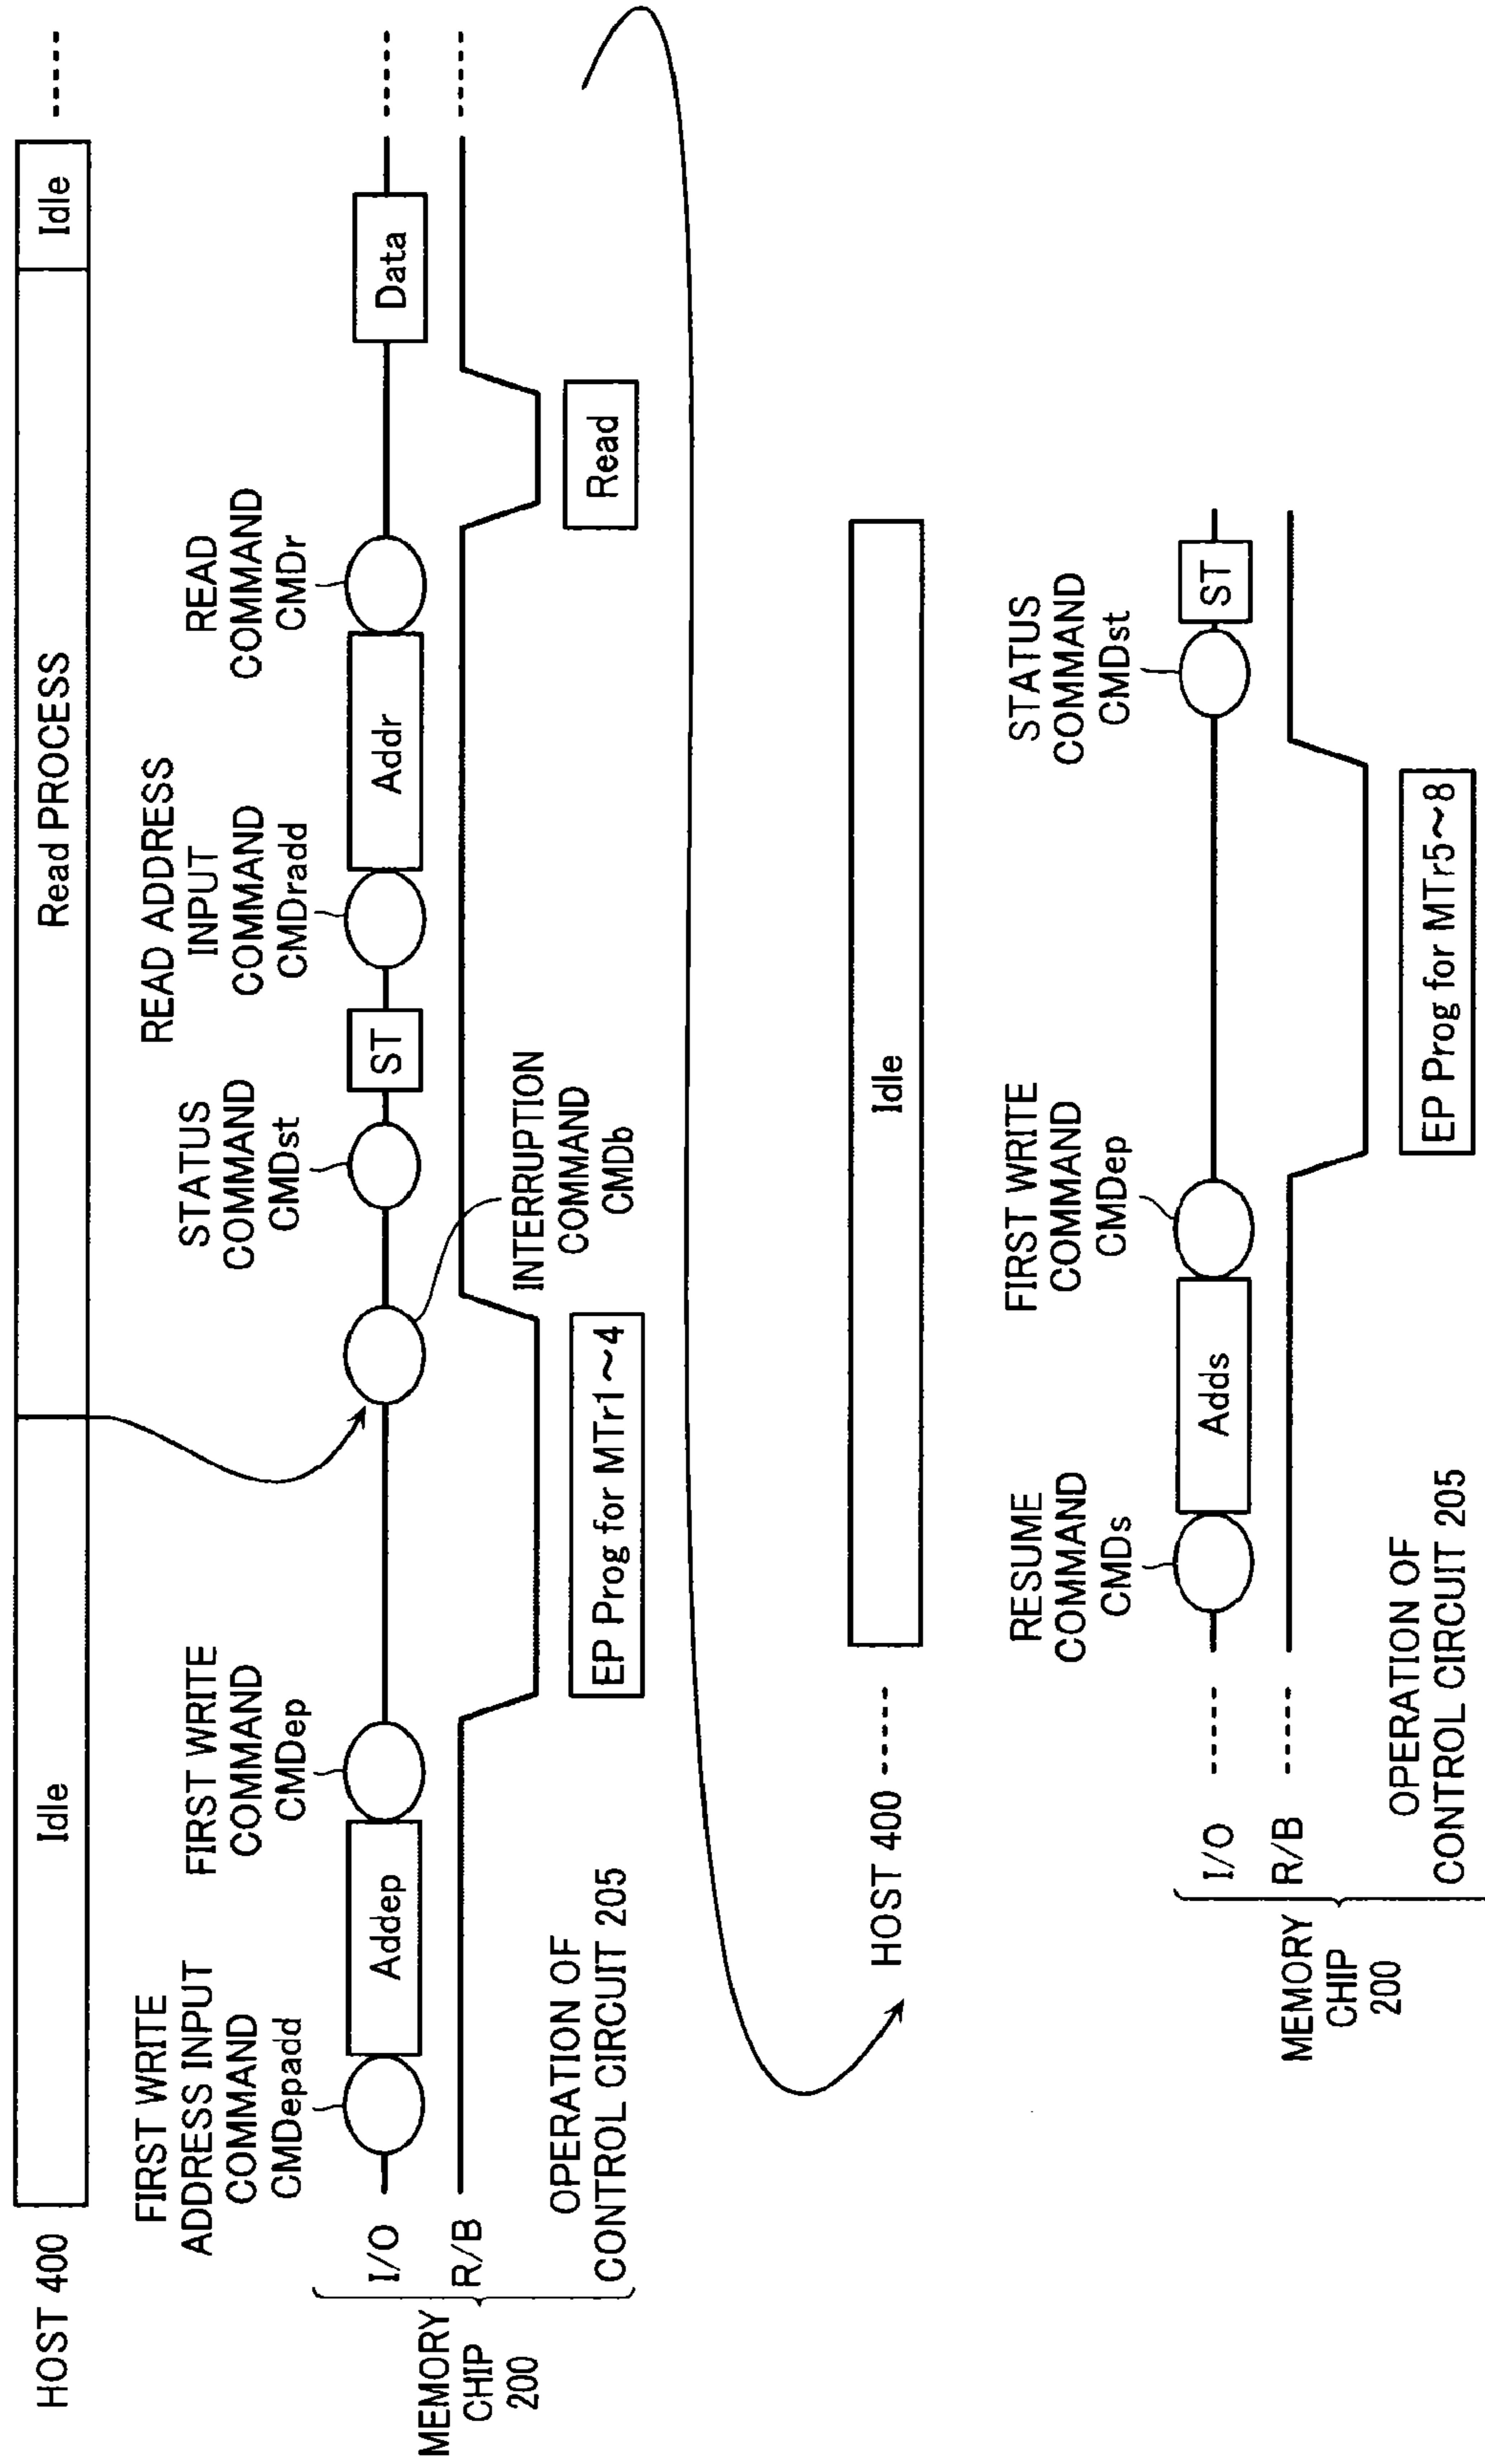 HOST 400
Idle
Read PROCESS
Idle
FIRST WRITE
ADDRESS INPUT
COMMAND
CMDepadd
FIRST WRITE
COMMAND
CMDep
STATUS
COMMAND
CMDst
READ ADDRESS
INPUT
COMMAND
CMDradd
READ
COMMAND
CMDr
I/O
Addep
ST
Addr
Data
R/B
INTERRUPTION
COMMAND
CMDb
MEMORY
CHIP
200
OPERATION OF
CONTROL CIRCUIT 205
EP Prog for MTr1~4
Read
HOST 400
Idle
RESUME
COMMAND
CMDs
FIRST WRITE
COMMAND
CMDep
STATUS
COMMAND
CMDst
I/O
Adds
ST
R/B
MEMORY
CHIP
200
OPERATION OF
CONTROL CIRCUIT 205
EP Prog for MTr5~8